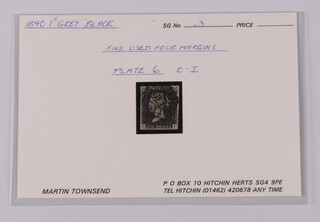 1840 1d GREY BLACK SG No 3 PRICE
FINE USED FOUR MARGINS
PLATE 6 O-I
P O BOX 10 HITCHIN HERTS SG4 9PE
MARTIN TOWNSEND TEL HITCHIN (01462) 420678 ANY TIME